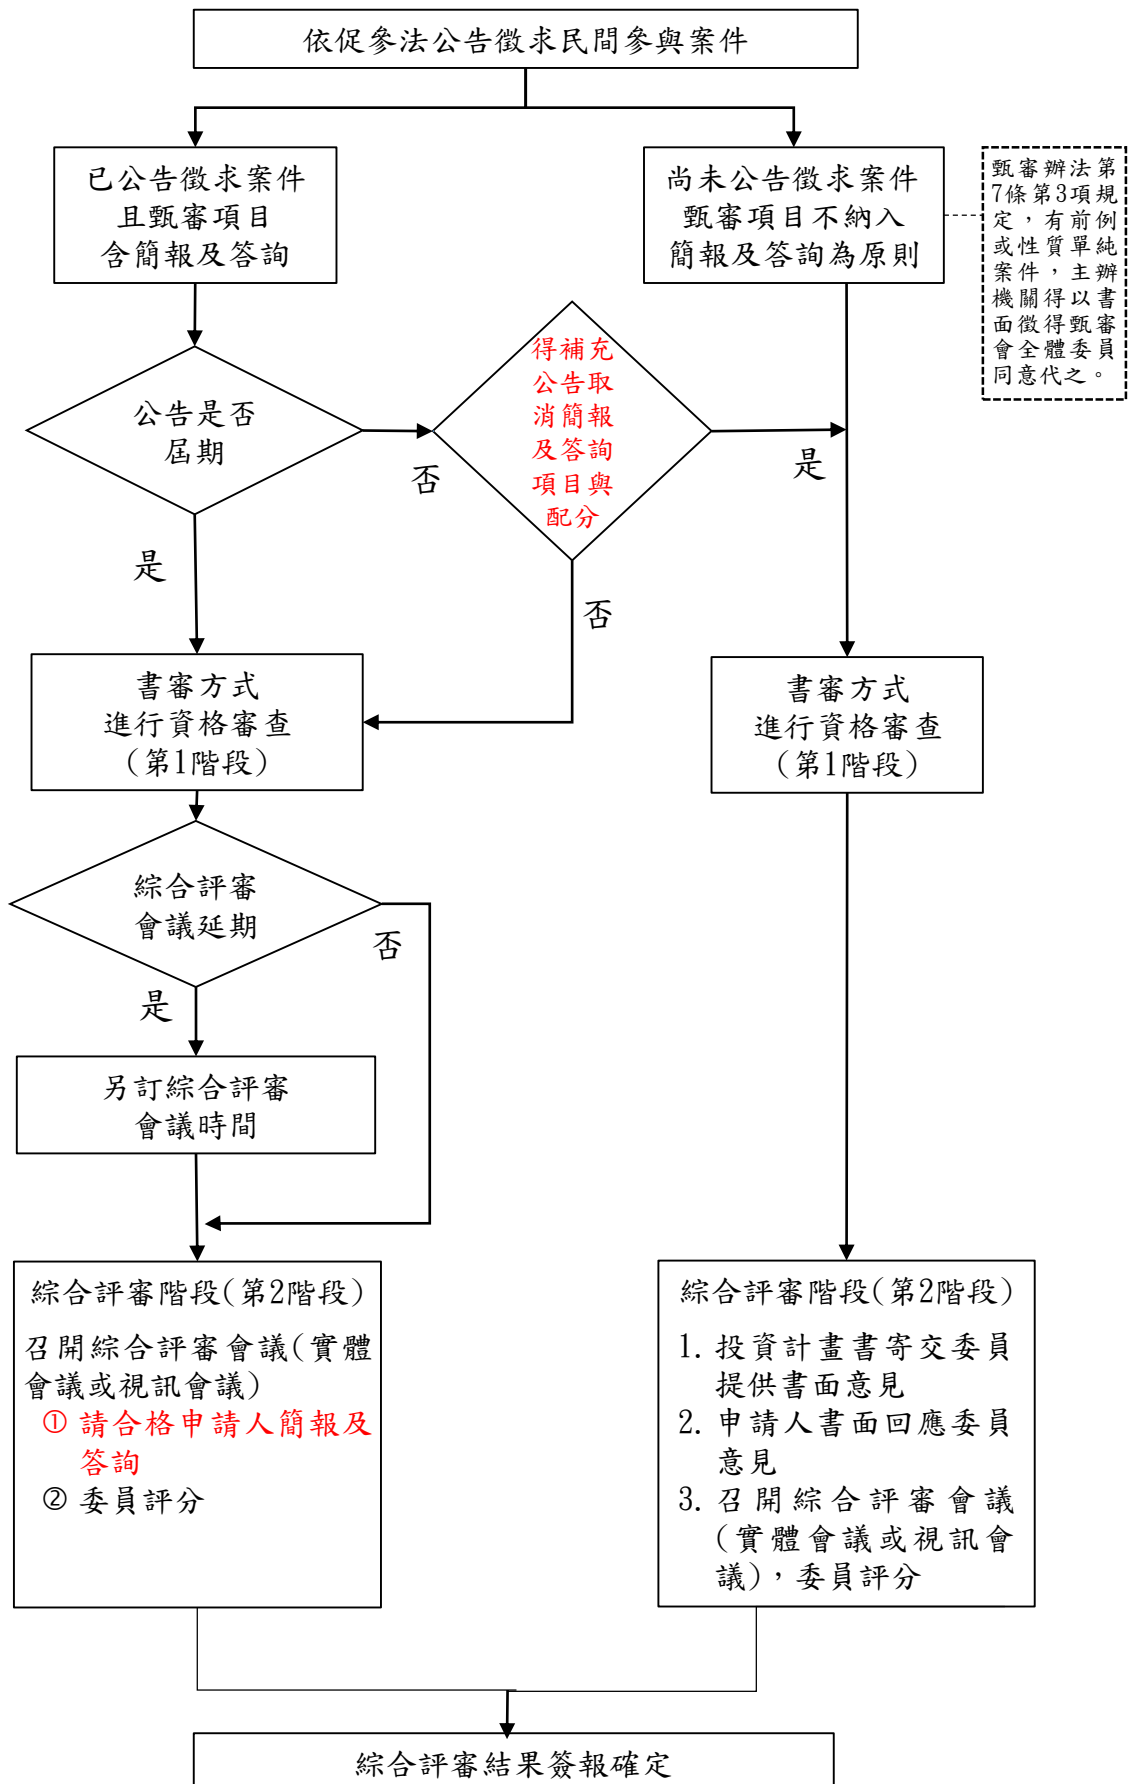 依促參法公告徵求民間參與案件
已公告徵求案件
且甄審項目
含簡報及答詢
尚未公告徵求案件
甄審項目不納入
簡報及答詢為原則
甄審辦法第
7條第3項規
定，有前例
或性質單純
案件，主辦
機關得以書
面徵得甄審
會全體委員
同意代之。
公告是否
屆期
否
得補充
公告取
消簡報
及答詢
項目與
配分
是
是
否
書審方式
進行資格審查
(第1階段)
書審方式
進行資格審查
(第1階段)
綜合評審
會議延期
否
是
另訂綜合評審
會議時間
綜合評審階段(第2階段)
召開綜合評審會議(實體
會議或視訊會議)
① 請合格申請人簡報及
答詢
② 委員評分
綜合評審階段(第2階段)
1. 投資計畫書寄交委員
提供書面意見
2. 申請人書面回應委員
意見
3. 召開綜合評審會議
(實體會議或視訊會
議)，委員評分
綜合評審結果簽報確定